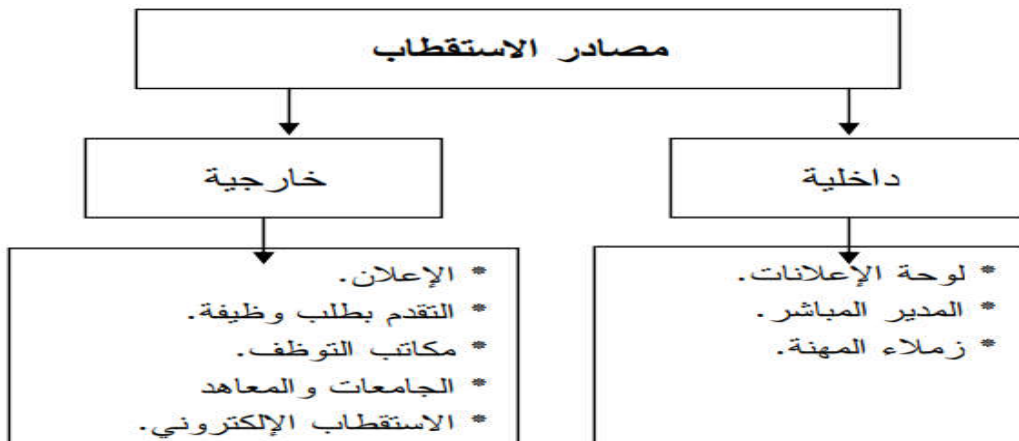 مصادر الاستقطاب
داخلية
خارجية
* لوحة الإعلانات.
* المدير المباشر.
* زملاء المهنة.
* الإعلان.
* التقدم بطلب وظيفة.
* مكاتب التوظف.
* الجامعات والمعاهد
* الاستقطاب الإلكتروني.